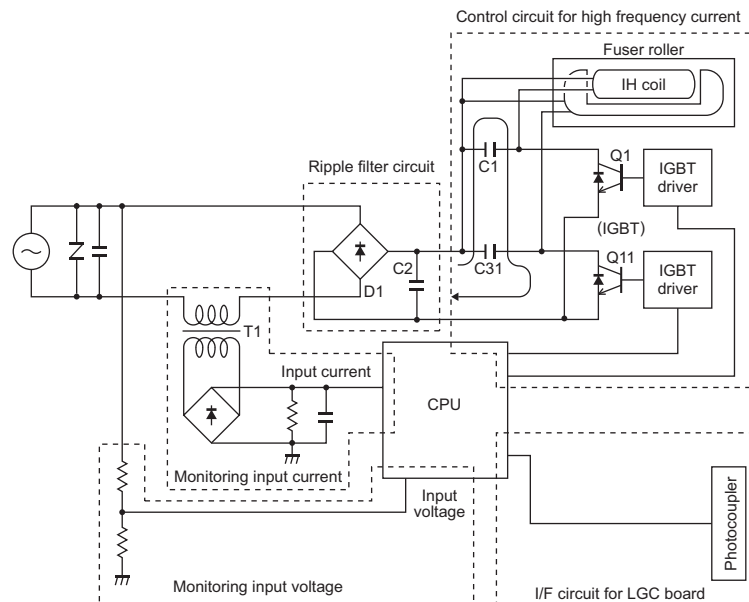 Control circuit for high frequency current
Fuser roller
IH coil
Ripple filter circuit
C1
Q1
IGBT
driver
(IGBT)
C2
C31
Q11
IGBT
driver
D1
T1
Input current
CPU
Monitoring input current
Input
voltage
Photocoupler
Monitoring input voltage
I/F circuit for LGC board